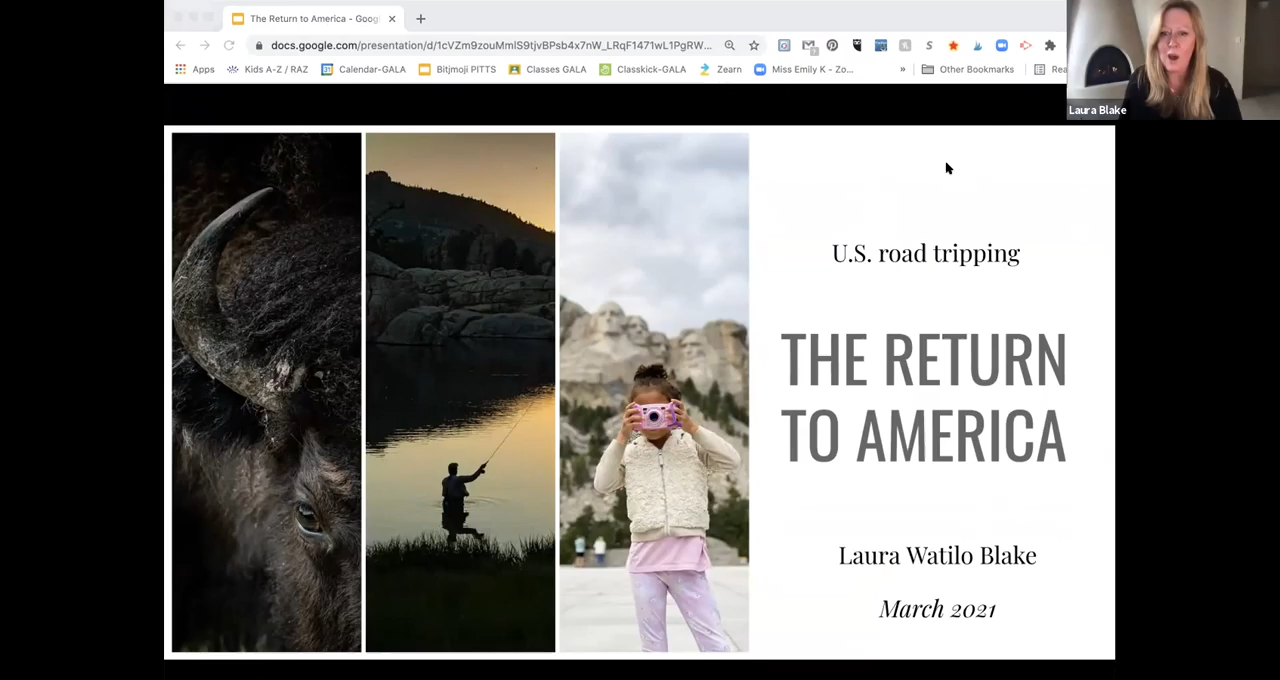 The Return to America - Goog
docs.google.com/presentation/d/1cVZm9zouMmlS9tjvBPsb4x7nW_LRqF1471wL1PgRW...
Apps
Kids A-Z / RAZ
Calendar-GALA
Bitjmoji PITTS
Classes GALA
Classkick-GALA
Zearn
Miss Emily K - Zo...
»
Other Bookmarks
Rea
Laura Blake
U.S. road tripping
THE RETURN
TO AMERICA
Laura Watilo Blake
March 2021